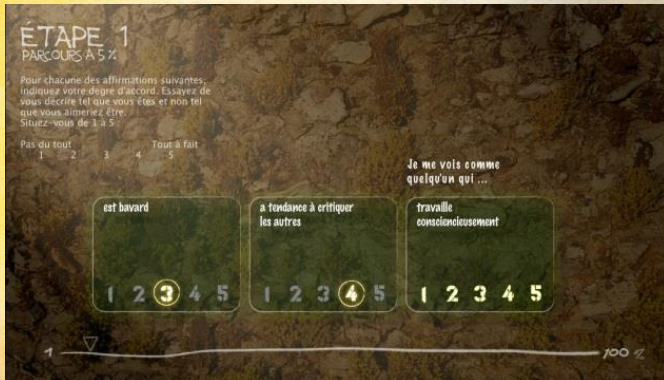 ÉTAPE 1
PARCOURS À 5 %
Pour chacune des affirmations suivantes,
indiquez votre degré d'accord. Essayez de
vous décrire tel que vous êtes et non tel
que vous aimeriez être.
Situez-vous de 1 à 5 :
Pas du tout Tout à fait
1 2 3 4 5
Je me vois comme
quelqu'un qui ...
est bavard
1 2 3 4 5
a tendance à critiquer
les autres
1 2 3 4 5
travaille
consciencieusement
1 2 3 4 5
1 100 %